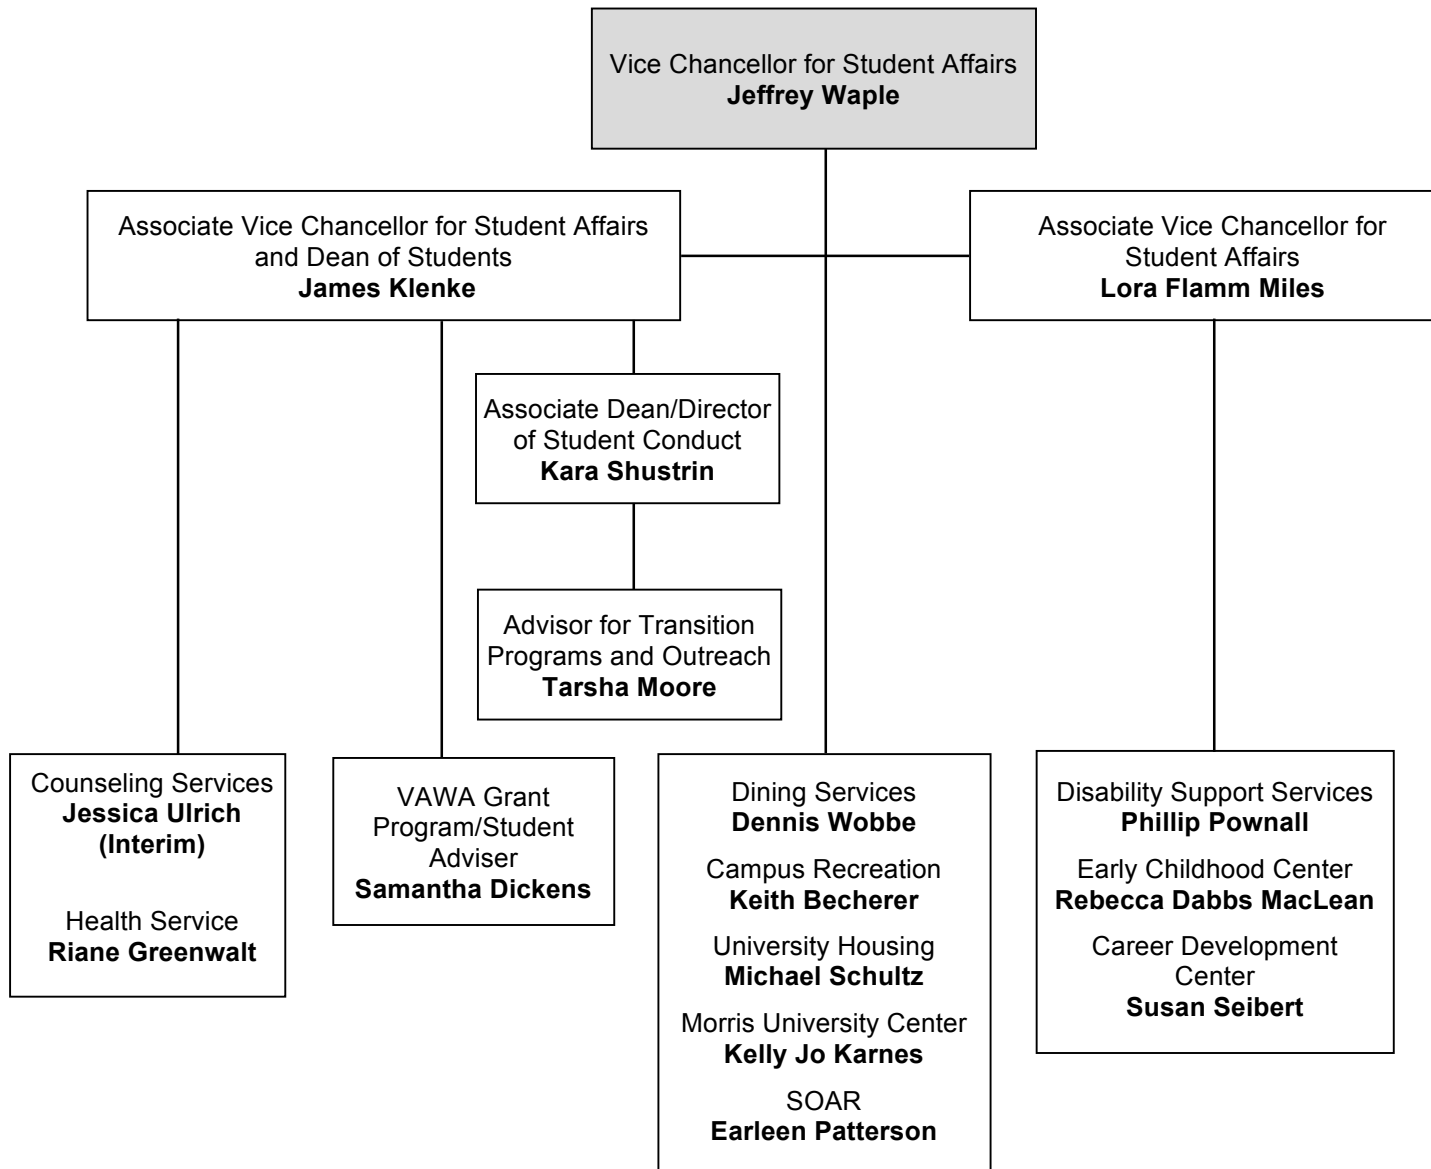 Vice Chancellor for Student Affairs
Jeffrey Waple
Associate Vice Chancellor for Student Affairs
and Dean of Students
James Klenke
Associate Vice Chancellor for
Student Affairs
Lora Flamm Miles
Associate Dean/Director
of Student Conduct
Kara Shustrin
Advisor for Transition
Programs and Outreach
Tarsha Moore
Counseling Services
Jessica Ulrich
(Interim)
Health Service
Riane Greenwalt
VAWA Grant
Program/Student
Adviser
Samantha Dickens
Dining Services
Dennis Wobbe
Campus Recreation
Keith Becherer
University Housing
Michael Schultz
Morris University Center
Kelly Jo Karnes
SOAR
Earleen Patterson
Disability Support Services
Phillip Pownall
Early Childhood Center
Rebecca Dabbs MacLean
Career Development
Center
Susan Seibert